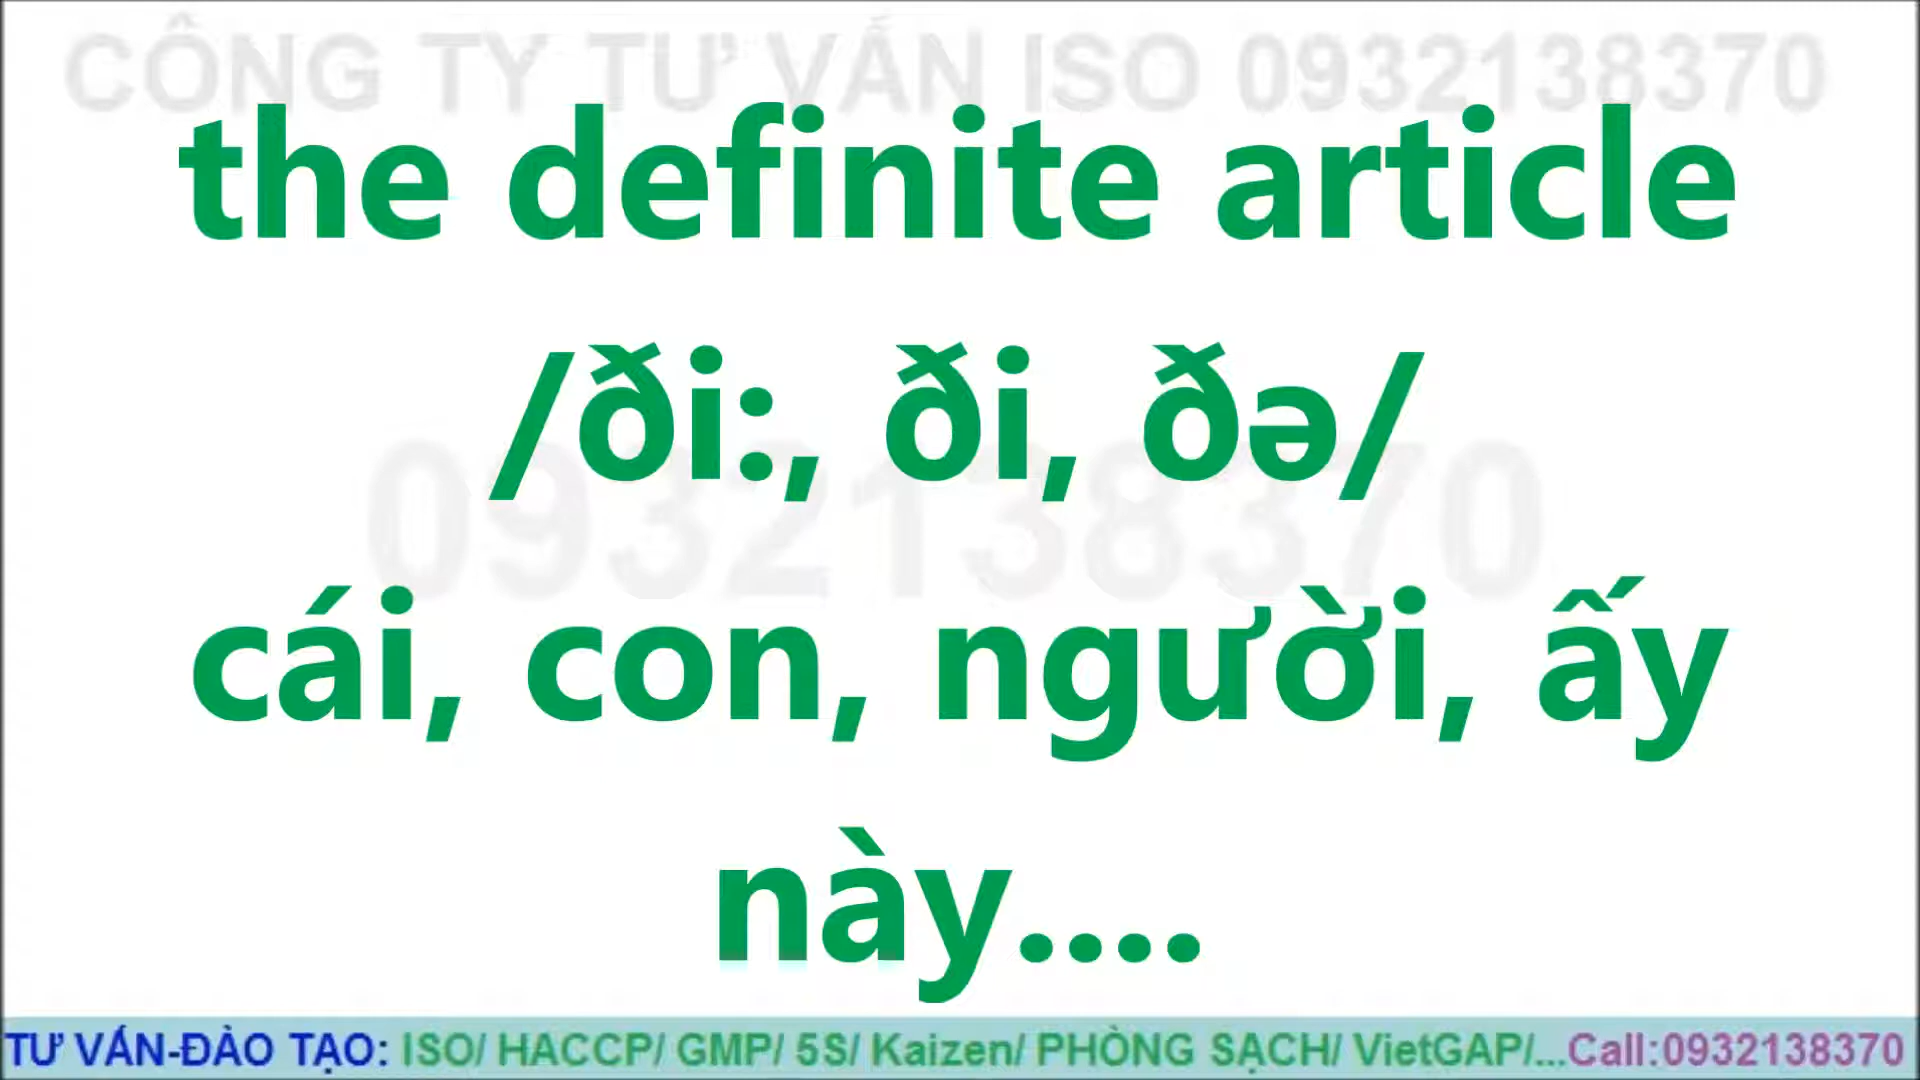 CÔNG TY TƯ VẤN ISO 0932138370
the definite article
/ði:, ði, ðə/
0932138370
cái, con, người, ấy
này....
TƯ VẤN-ĐÀO TẠO: ISO/ HACCP/ GMP/ 5S/ Kaizen/ PHÒNG SẠCH/ VietGAP/...Call:0932138370